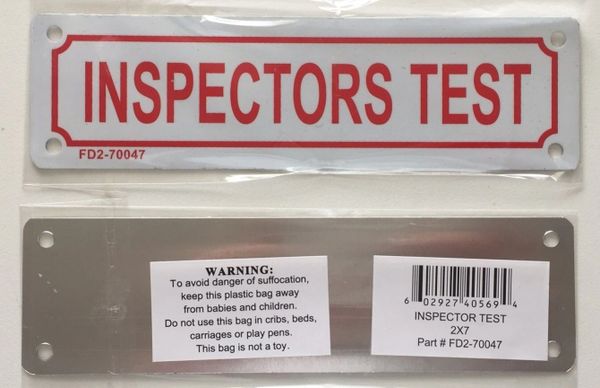 INSPECTORS TEST
FD2-70047
WARNING:
To avoid danger of suffocation,
keep this plastic bag away
from babies and children.
Do not use this bag in cribs, beds,
carriages or play pens.
This bag is not a toy.
6 02927 40569 4
INSPECTOR TEST
2X7
Part # FD2-70047